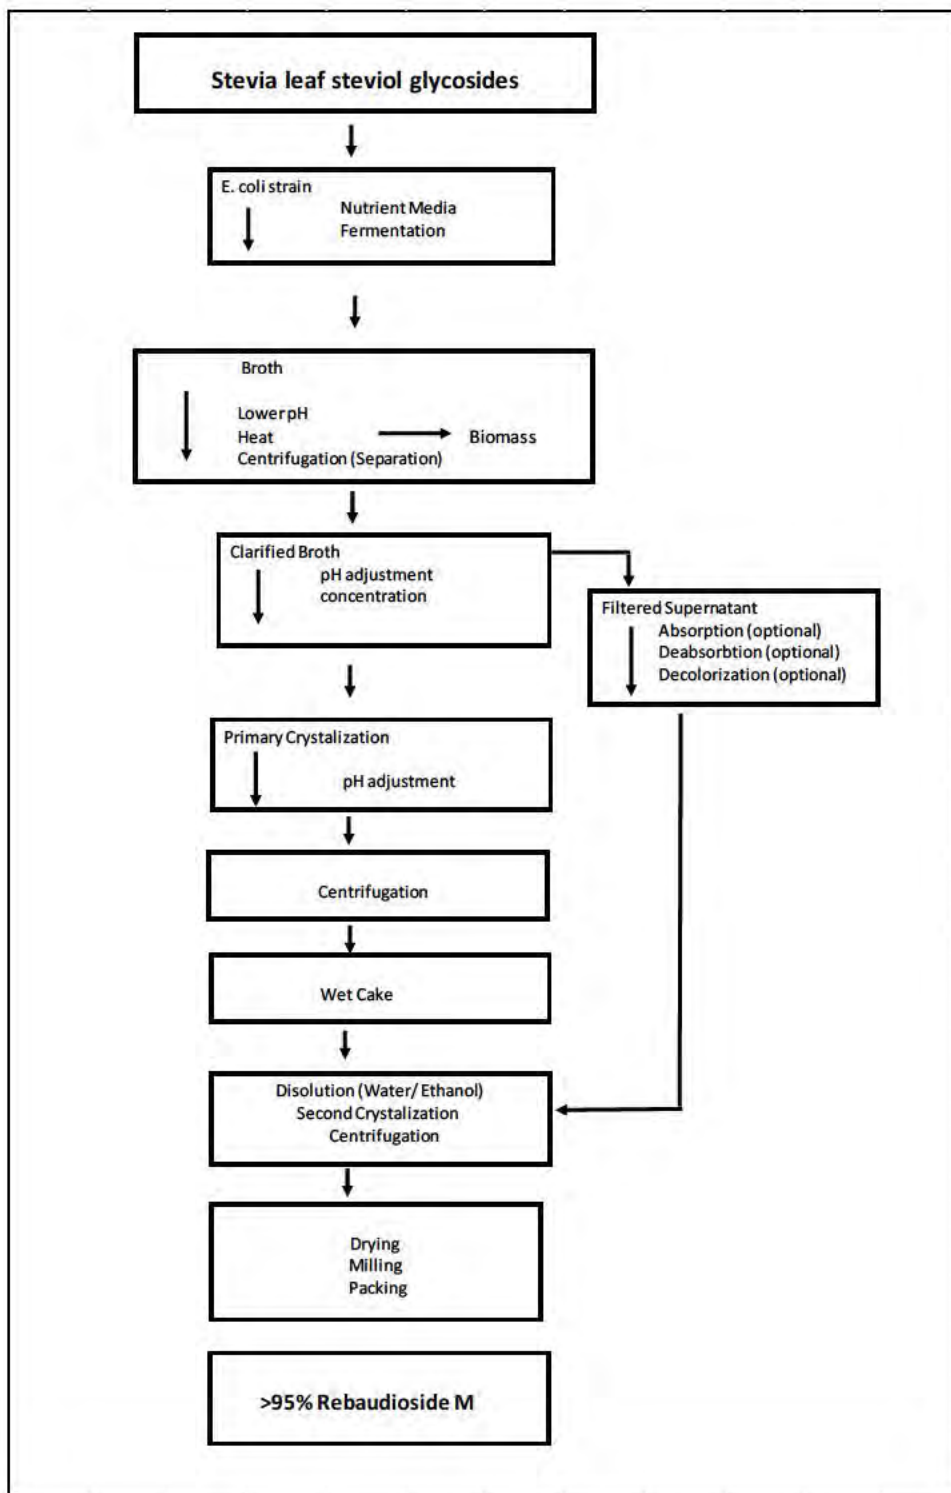 Stevia leaf steviol glycosides
E. coli strain
Nutrient Media
Fermentation
Broth
Lower pH
Heat
Biomass
Centrifugation (Separation)
Clarified Broth
pH adjustment
concentration
Filtered Supernatant
Absorption (optional)
Deabsorbtion (optional)
Decolorization (optional)
Primary Crystalization
pH adjustment
Centrifugation
Wet Cake
Disolution (Water/ Ethanol)
Second Crystalization
Centrifugation
Drying
Milling
Packing
>95% Rebaudioside M